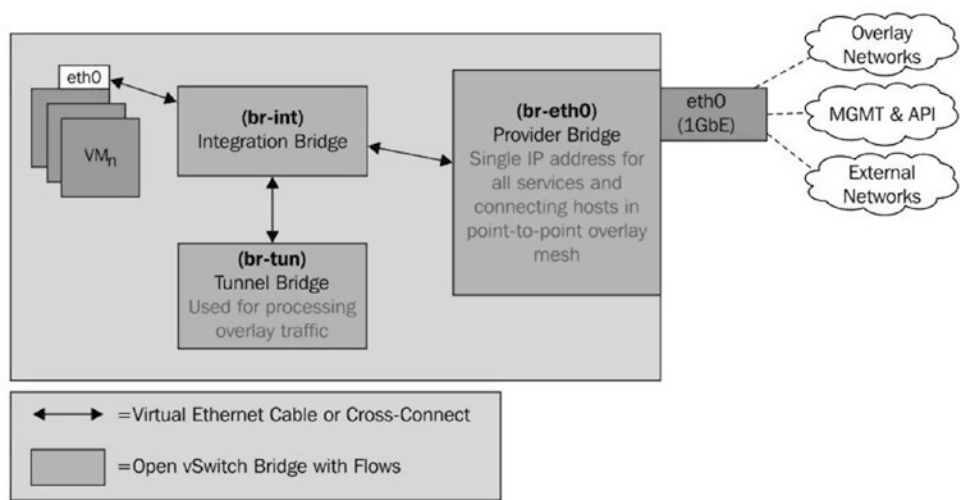 eth0
VMn
(br-int)
Integration Bridge
(br-tun)
Tunnel Bridge
Used for processing
overlay traffic
(br-eth0)
Provider Bridge
Single IP address for
all services and
connecting hosts in
point-to-point overlay
mesh
eth0
(1GbE)
Overlay
Networks
MGMT & API
External
Networks
=Virtual Ethernet Cable or Cross-Connect
=Open vSwitch Bridge with Flows